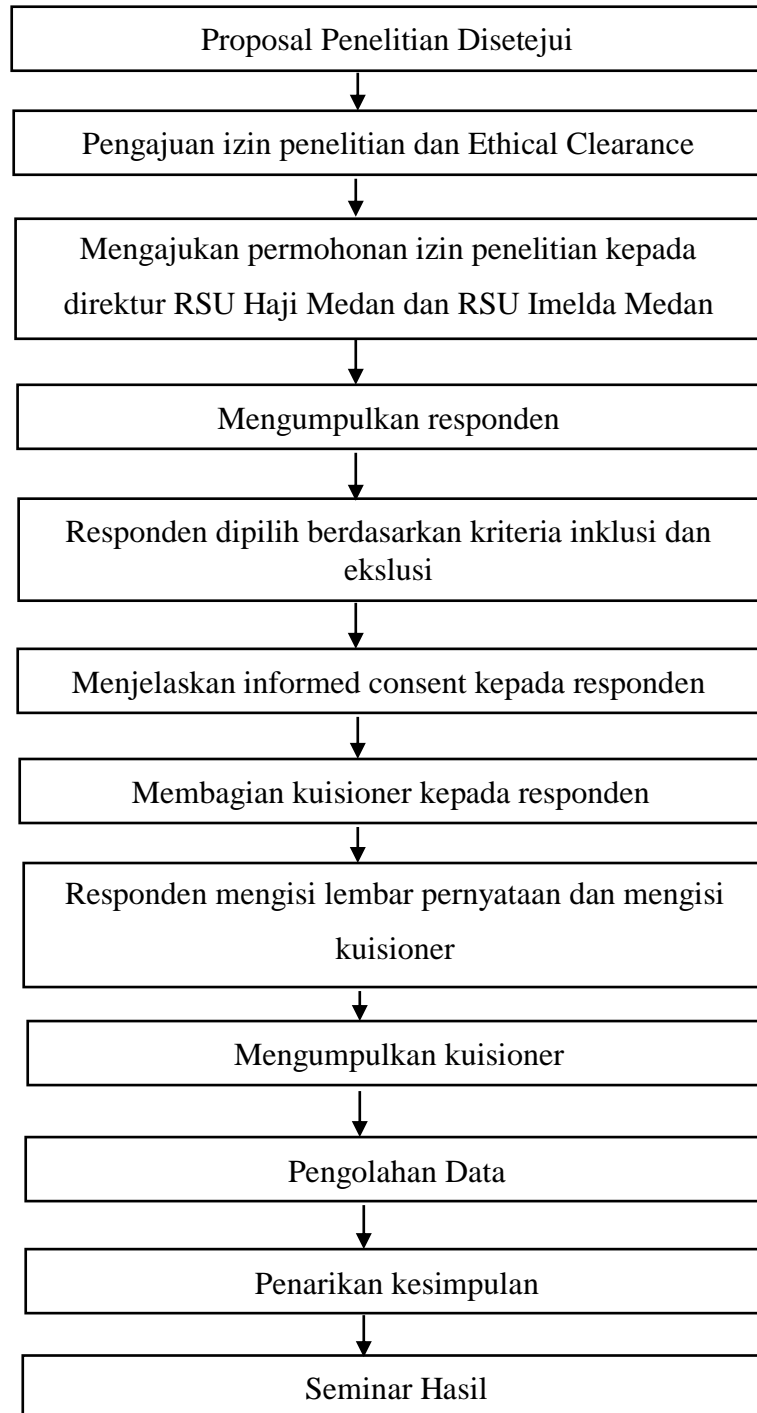 Proposal Penelitian Disetejui
Pengajuan izin penelitian dan Ethical Clearance
Mengajukan permohonan izin penelitian kepada
direktur RSU Haji Medan dan RSU Imelda Medan
Mengumpulkan responden
Responden dipilih berdasarkan kriteria inklusi dan
ekslusi
Menjelaskan informed consent kepada responden
Membagian kuisioner kepada responden
Responden mengisi lembar pernyataan dan mengisi
kuisioner
Mengumpulkan kuisioner
Pengolahan Data
Penarikan kesimpulan
Seminar Hasil